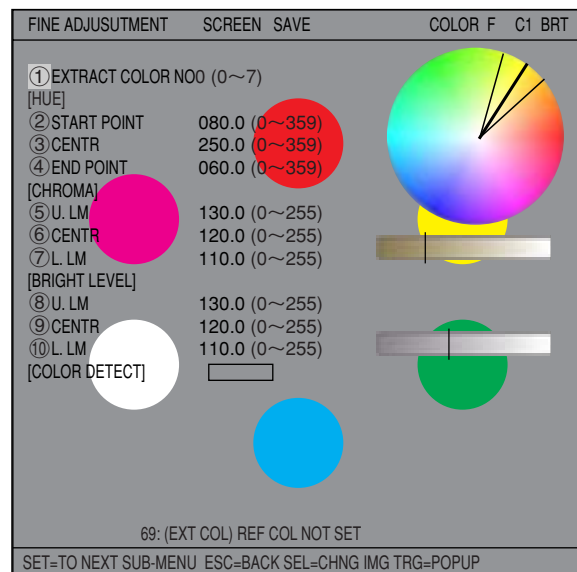 FINE ADJUSUTMENT SCREEN SAVE COLOR F C1 BRT
①EXTRACT COLOR NO0 (0～7)
[HUE]
②START POINT 080.0 (0～359)
③CENTR 250.0 (0～359)
④END POINT 060.0 (0～359)
[CHROMA]
⑤U. LM 130.0 (0～255)
⑥CENTR 120.0 (0～255)
⑦L. LM 110.0 (0～255)
[BRIGHT LEVEL]
⑧U. LM 130.0 (0～255)
⑨CENTR 120.0 (0～255)
⑩L. LM 110.0 (0～255)
[COLOR DETECT]
69: (EXT COL) REF COL NOT SET
SET=TO NEXT SUB-MENU ESC=BACK SEL=CHNG IMG TRG=POPUP